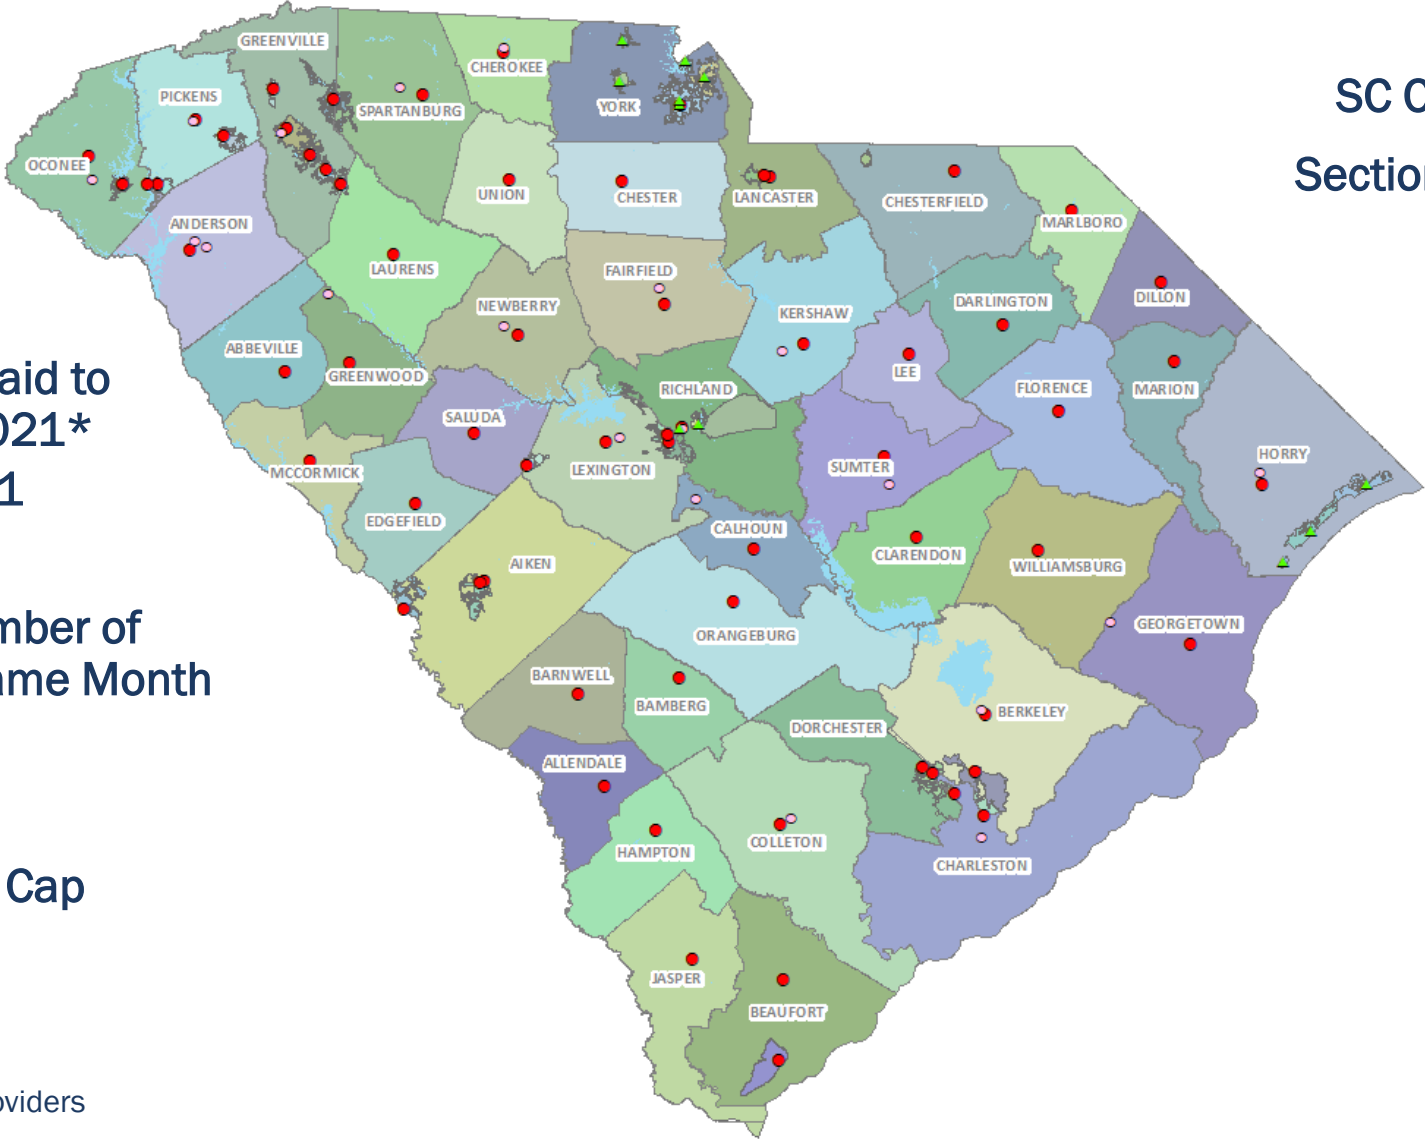 SC C
Section
aid to
021*
1
mber of
ame Month
Cap
oviders
GREENVILLE
CHEROKEE
PICKENS
SPARTANBURG
YORK
OCONEE
UNION
CHESTER
LANCASTER
CHESTERFIELD
MARLBORO
ANDERSON
LAURENS
FAIRFIELD
NEWBERRY
KERSHAW
DARLINGTON
DILLON
ABBEVILLE
GREENWOOD
RICHLAND
LEE
FLORENCE
MARION
SALUDA
MCCORMICK
LEXINGTON
SUMTER
HORRY
EDGEFIELD
CALHOUN
AIKEN
CLARENDON
WILLIAMSBURG
ORANGEBURG
GEORGETOWN
BARNWELL
BAMBERG
DORCHESTER
BERKELEY
ALLENDALE
HAMPTON
COLLETON
CHARLESTON
JASPER
BEAUFORT